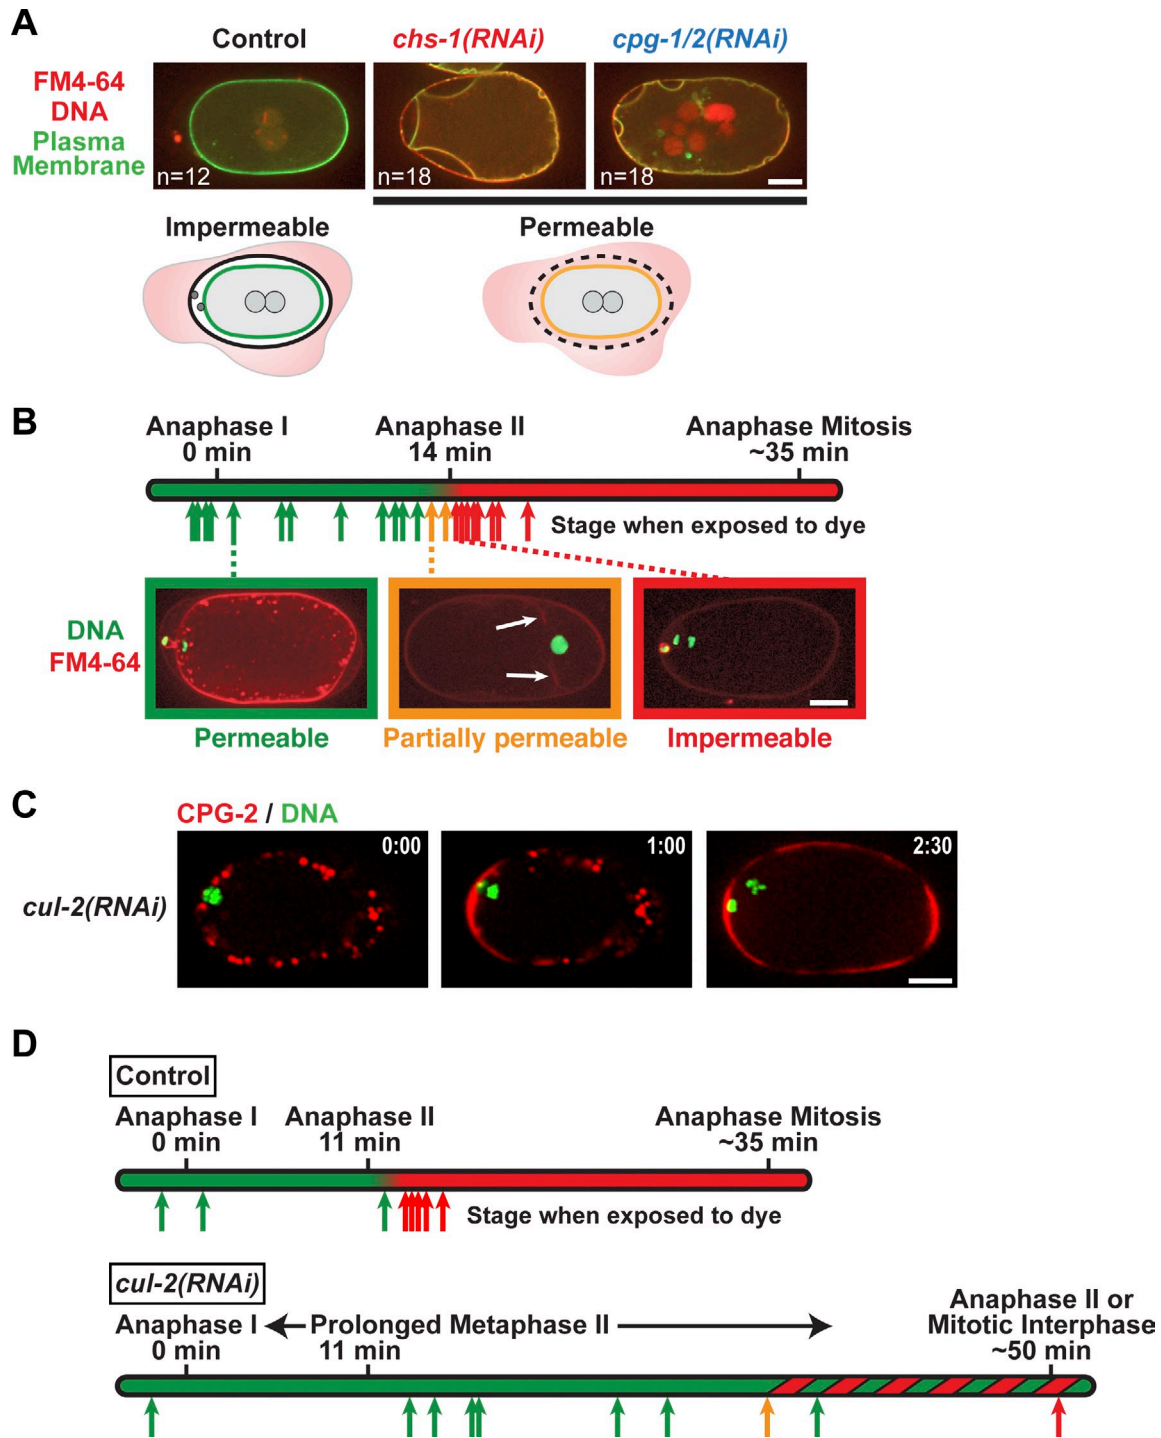 A
Control
chs-1(RNAi)
cpg-1/2(RNAi)
FM4-64
DNA
Plasma
Membrane
n=12
n=18
n=18
Impermeable
Permeable
B
Anaphase I
0 min
Anaphase II
14 min
Anaphase Mitosis
~35 min
Stage when exposed to dye
DNA
FM4-64
Permeable
Partially permeable
Impermeable
C
CPG-2 / DNA
cul-2(RNAi)
0:00
1:00
2:30
D
Control
Anaphase I
0 min
Anaphase II
11 min
Anaphase Mitosis
~35 min
Stage when exposed to dye
cul-2(RNAi)
Anaphase I
0 min
Prolonged Metaphase II
11 min
Anaphase II or
Mitotic Interphase
~50 min